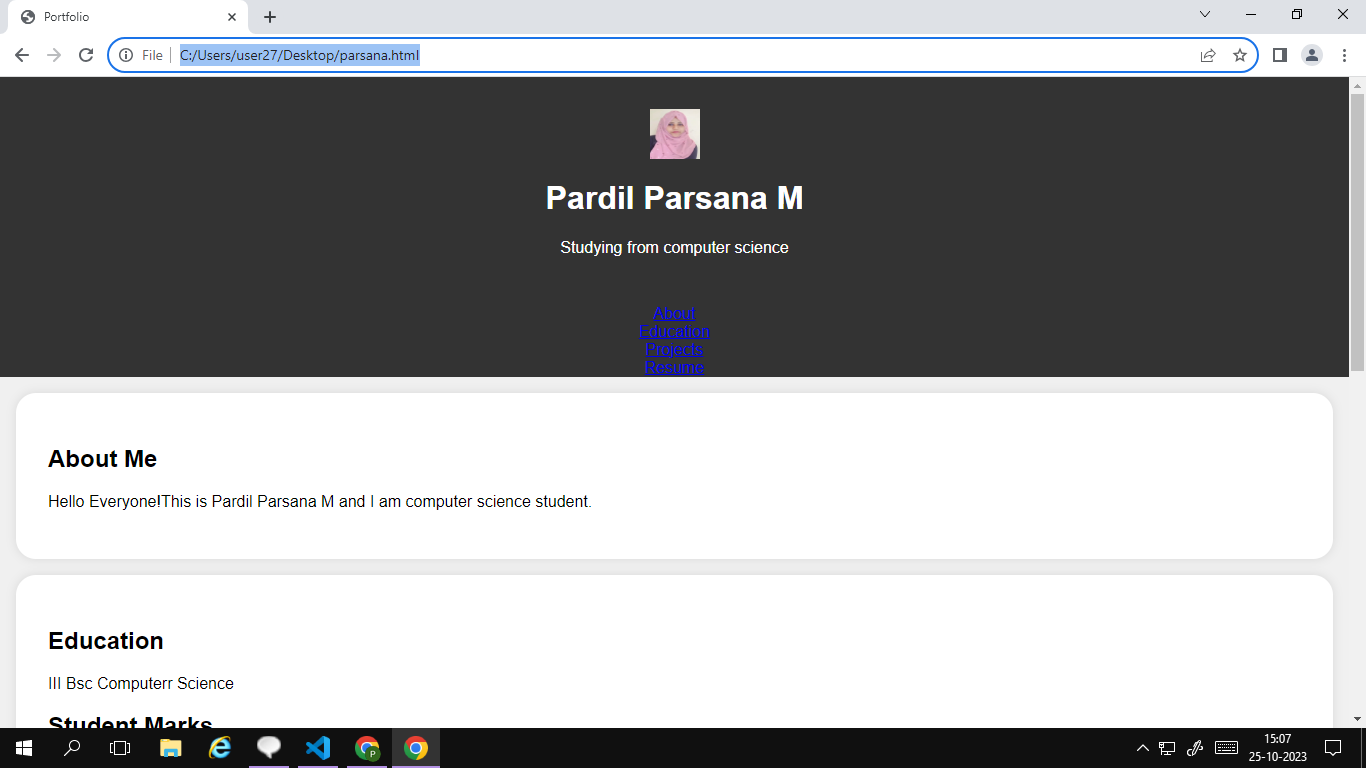 Portfolio
File
C:/Users/user27/Desktop/parsana.html
Pardil Parsana M
Studying from computer science
About
Education
Projects
Resume
About Me
Hello Everyone!This is Pardil Parsana M and I am computer science student.
Education
III Bsc Computerr Science
Student Marks
P
15:07
25-10-2023